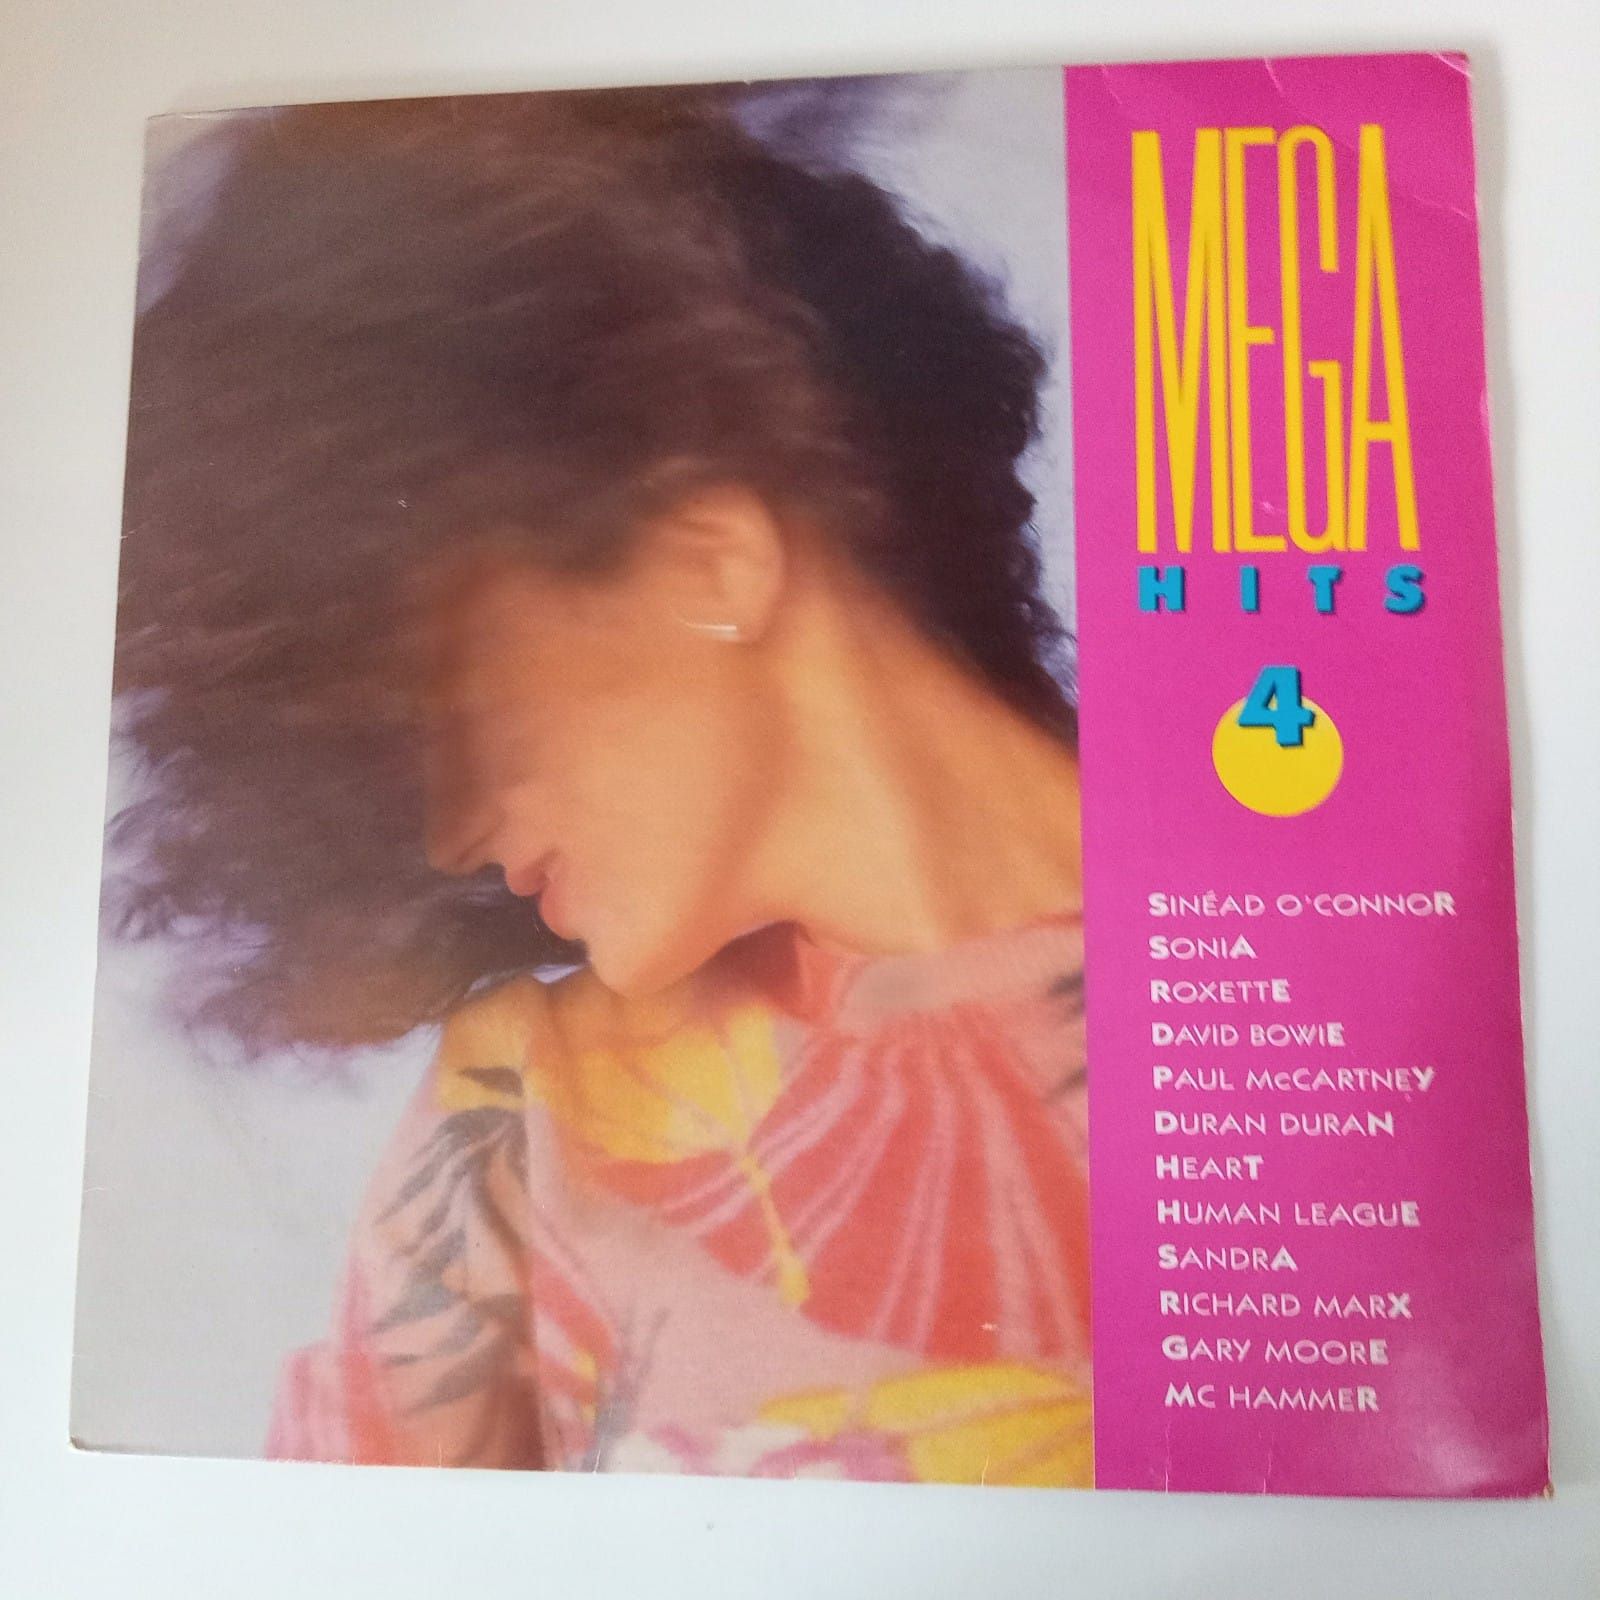 MEGA
HITS
4
SINÉAD O'CONNOR
SONIA
ROXETTE
DAVID BOWIE
PAUL McCARTNEY
DURAN DURAN
HEART
HUMAN LEAGUE
SANDRA
RICHARD MARX
GARY MOORE
MC HAMMER